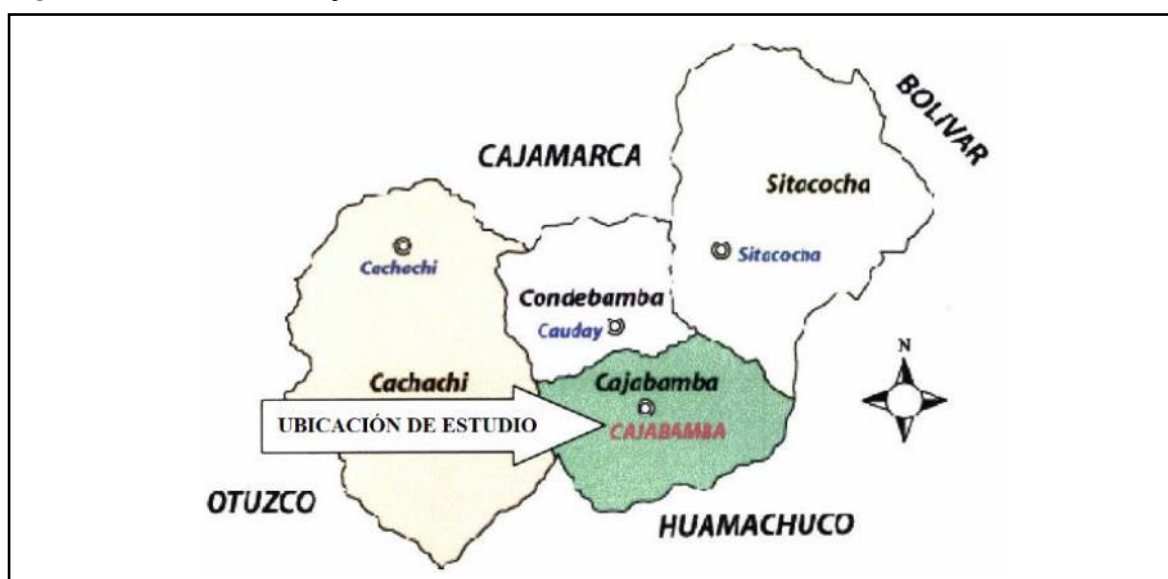 BOLIVAR
CAJAMARCA
Sitacocha
Cachachi
Sitacocha
Condebamba
Cauday
N
Cachachi
Cajabamba
UBICACIÓN DE ESTUDIO
CAJABAMBA
OTUZCO
HUAMACHUCO